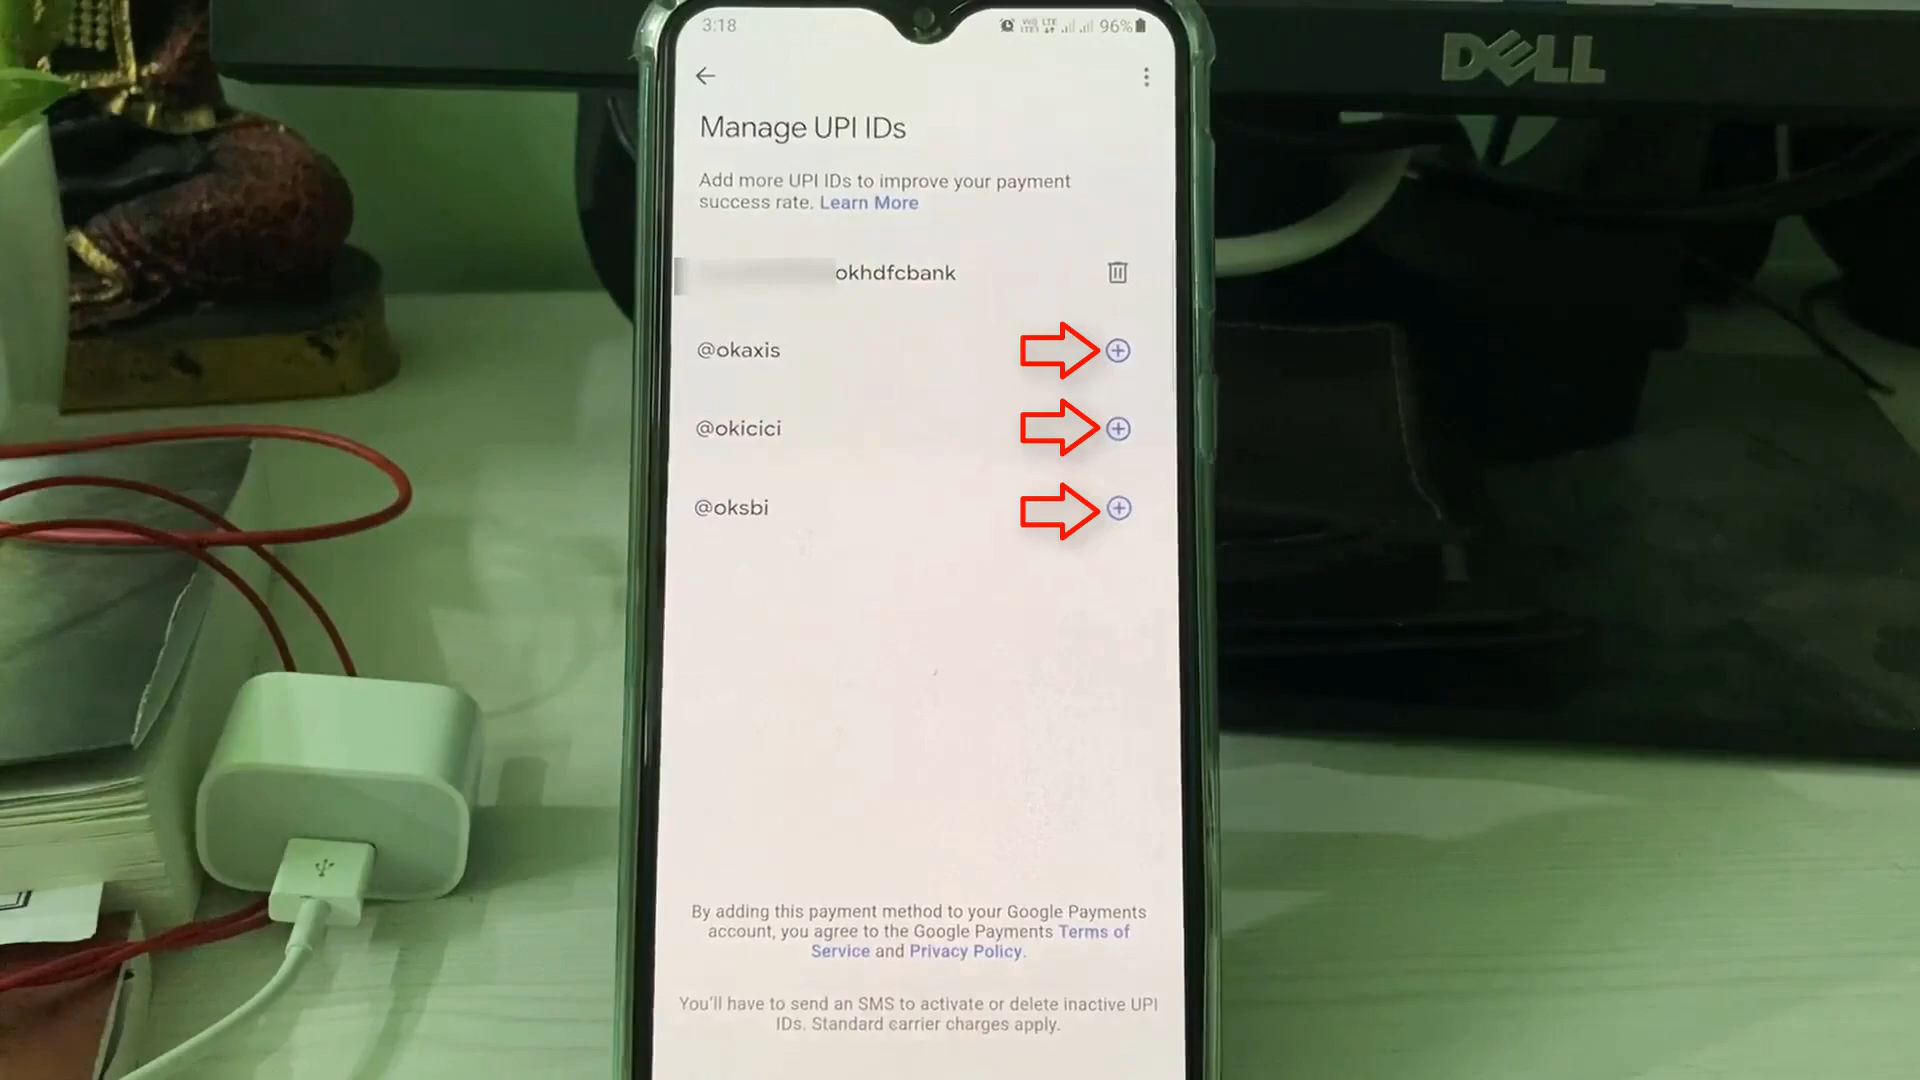 3:18
VoD LTE
LTE1
96%
DELL
Manage UPI IDs
Add more UPI IDs to improve your payment
success rate. Learn More
okhdfcbank
@okaxis
@okicici
@oksbi
By adding this payment method to your Google Payments
account, you agree to the Google Payments Terms of
Service and Privacy Policy.
You'll have to send an SMS to activate or delete inactive UPI
IDs. Standard carrier charges apply.